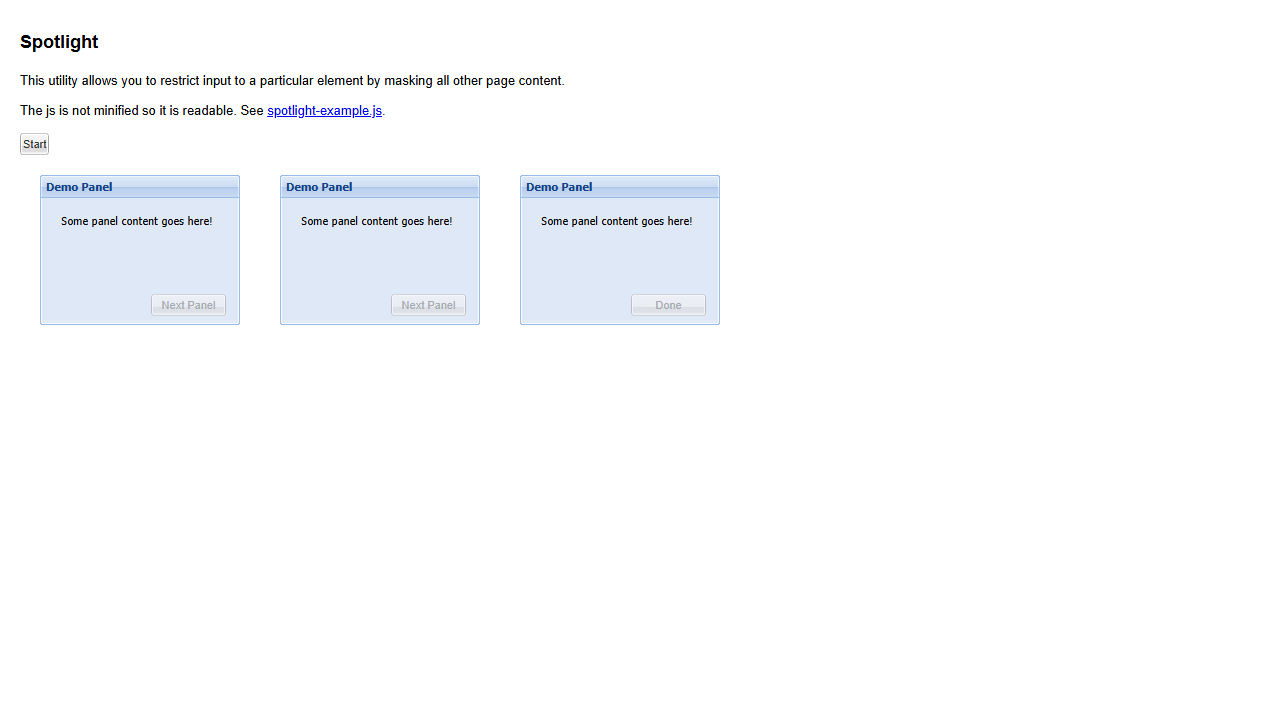 Spotlight
This utility allows you to restrict input to a particular element by masking all other page content.
The js is not minified so it is readable. See spotlight-example.js.
Start
Demo Panel
Some panel content goes here!
Next Panel
Demo Panel
Some panel content goes here!
Next Panel
Demo Panel
Some panel content goes here!
Done